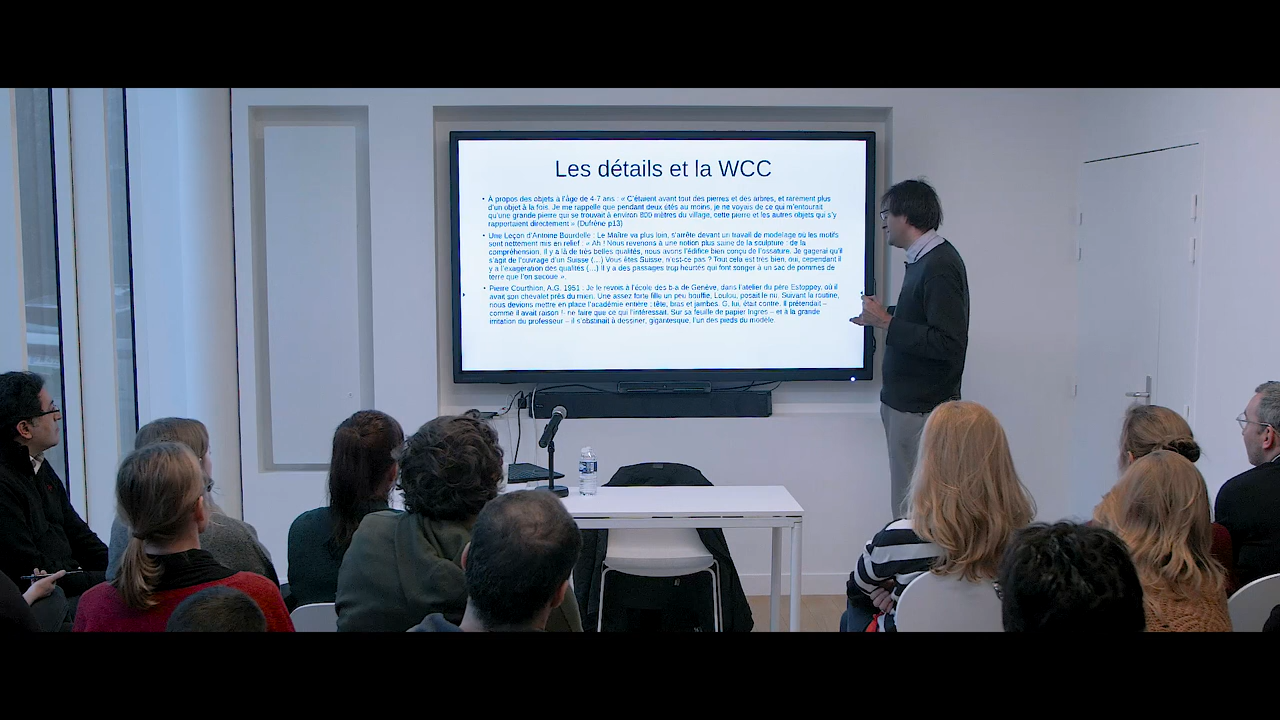 Les détails et la WCC
• À propos des objets à l'âge de 4-7 ans : « C'étaient avant tout des pierres et des arbres, et rarement plus
d'un objet à la fois. Je me rappelle que pendant deux étés au moins, je ne voyais de ce qui m'entourait
qu'une grande pierre qui se trouvait à environ 800 mètres du village, cette pierre et les autres objets qui s'y
rapportaient directement » (Dufrêne p13)
• Une Leçon d'Antoine Bourdelle : Le Maître va plus loin, s'arrête devant un travail de modelage où les motifs
sont nettement mis en relief : « Ah ! Nous revenons à une notion plus saine de la sculpture : de la
compréhension. Il y a là de très belles qualités, nous avons l'édifice bien conçu de l'ossature. Je gagerai qu'il
s'agit de l'ouvrage d'un Suisse (…) Vous êtes Suisse, n'est-ce pas ? Tout cela est très bien, oui, cependant il
y a l'exagération des qualités (…) Il y a des passages trop heurtés qui font songer à un sac de pommes de
terre que l'on secoue ».
• Pierre Courthion, A.G. 1951 : Je le revois à l'école des b-a de Genève, dans l'atelier du père Estoppey, où il
avait son chevalet près du mien. Une assez forte fille un peu bouffie, Loulou, posait le nu. Suivant la routine,
nous devions mettre en place l'académie entière : tête, bras et jambes. G, lui, était contre. Il prétendait –
comme il avait raison !- ne faire que ce qui l'intéressait. Sur sa feuille de papier Ingres – et à la grande
irritation du professeur – il s'obstinait à dessiner, gigantesque, l'un des pieds du modèle.